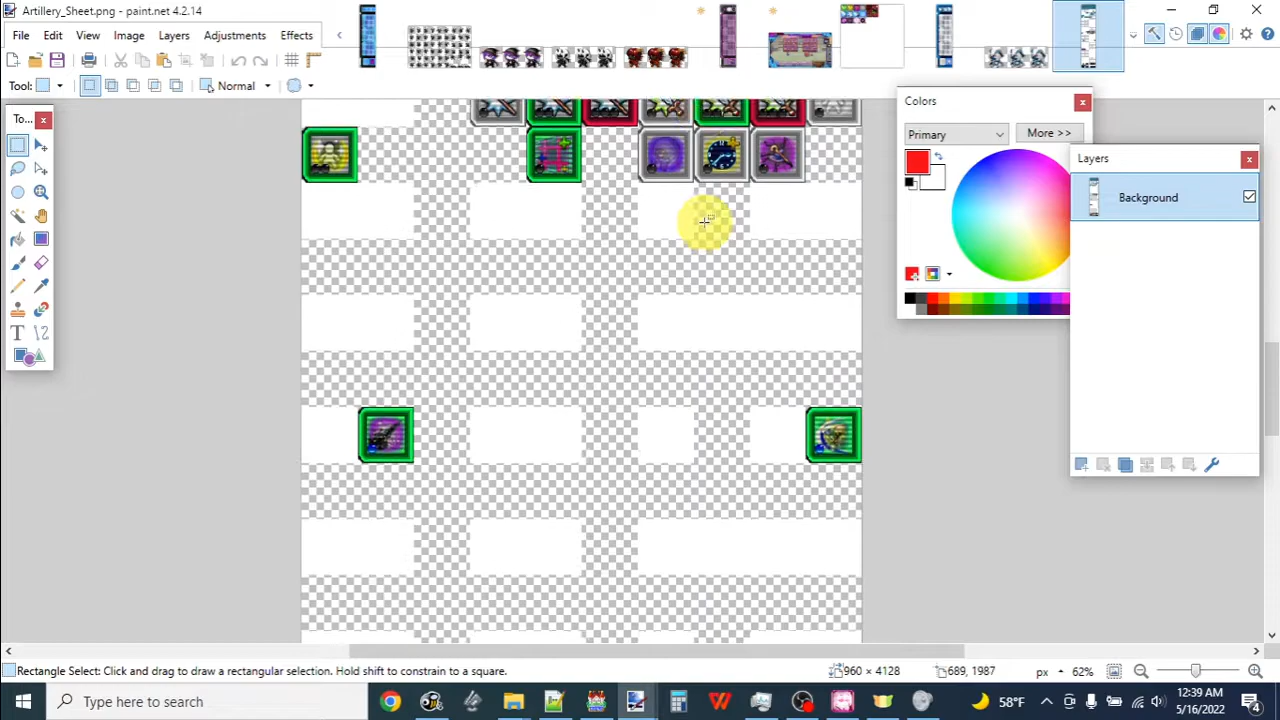 Artillery_Sheet.png - paint.net 4.2.14
File Edit View Image Layers Adjustments Effects
Tool: Normal
Colors
Primary More >>
Layers
Background
Rectangle Select: Click and drag to draw a rectangular selection. Hold shift to constrain to a square.
960 × 4128
689, 1987
px
62%
Type here to search
58°F
12:39 AM
5/16/2022
4